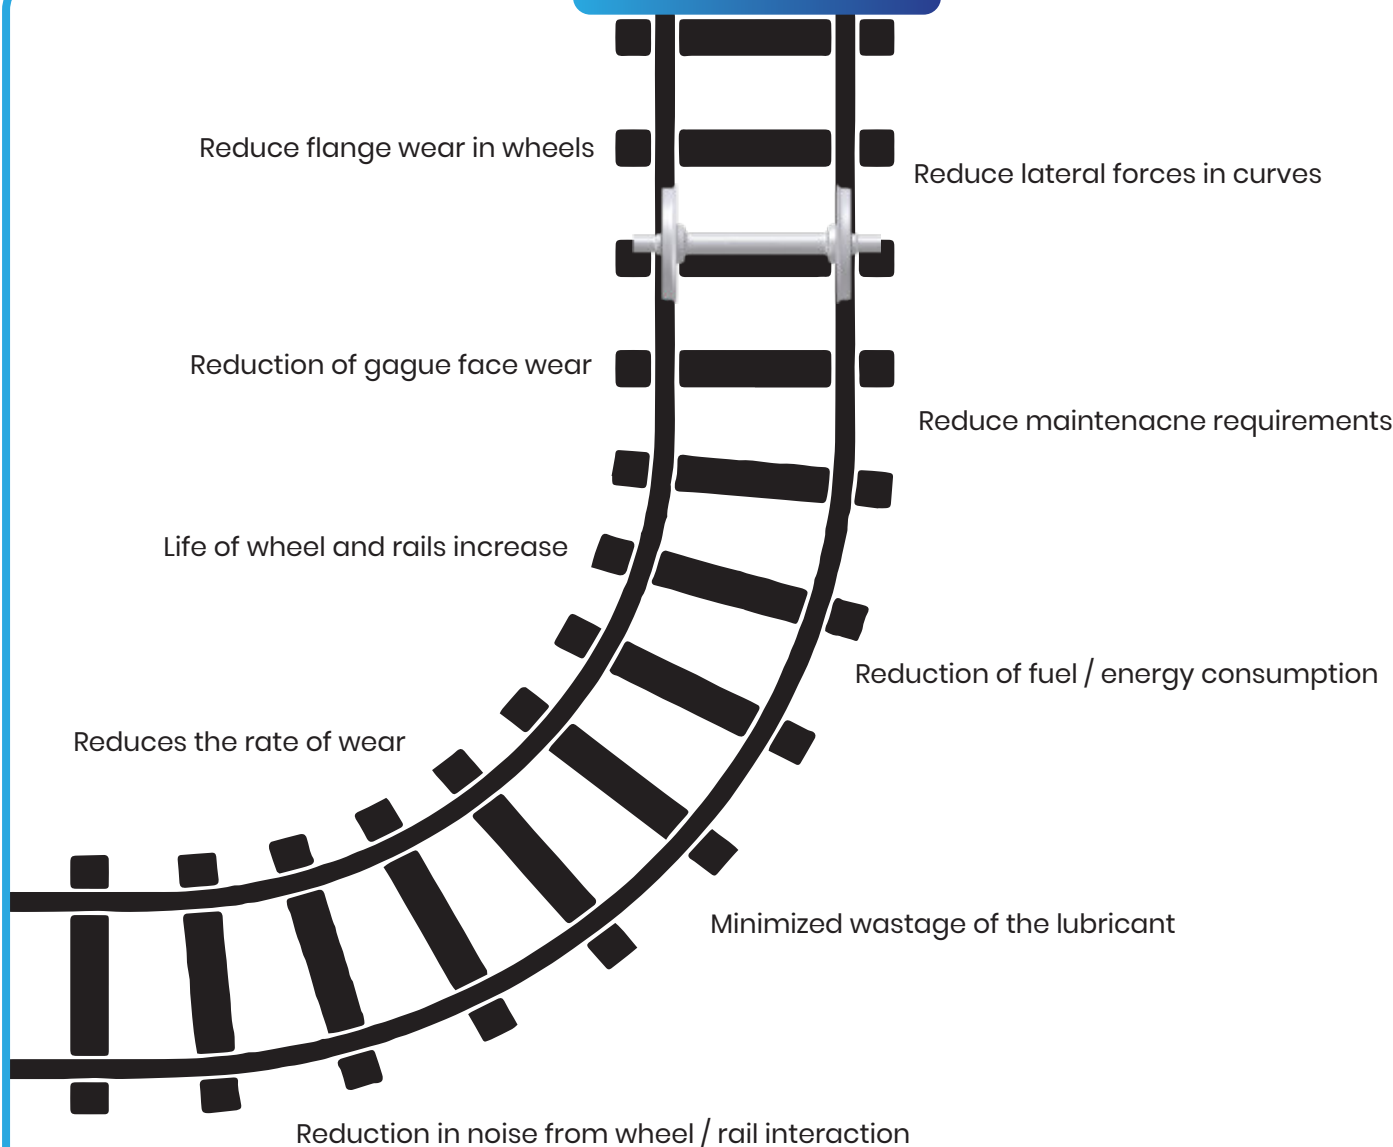 Reduce flange wear in wheels
Reduce lateral forces in curves
Reduction of gague face wear
Reduce maintenacne requirements
Life of wheel and rails increase
Reduction of fuel / energy consumption
Reduces the rate of wear
Minimized wastage of the lubricant
Reduction in noise from wheel / rail interaction